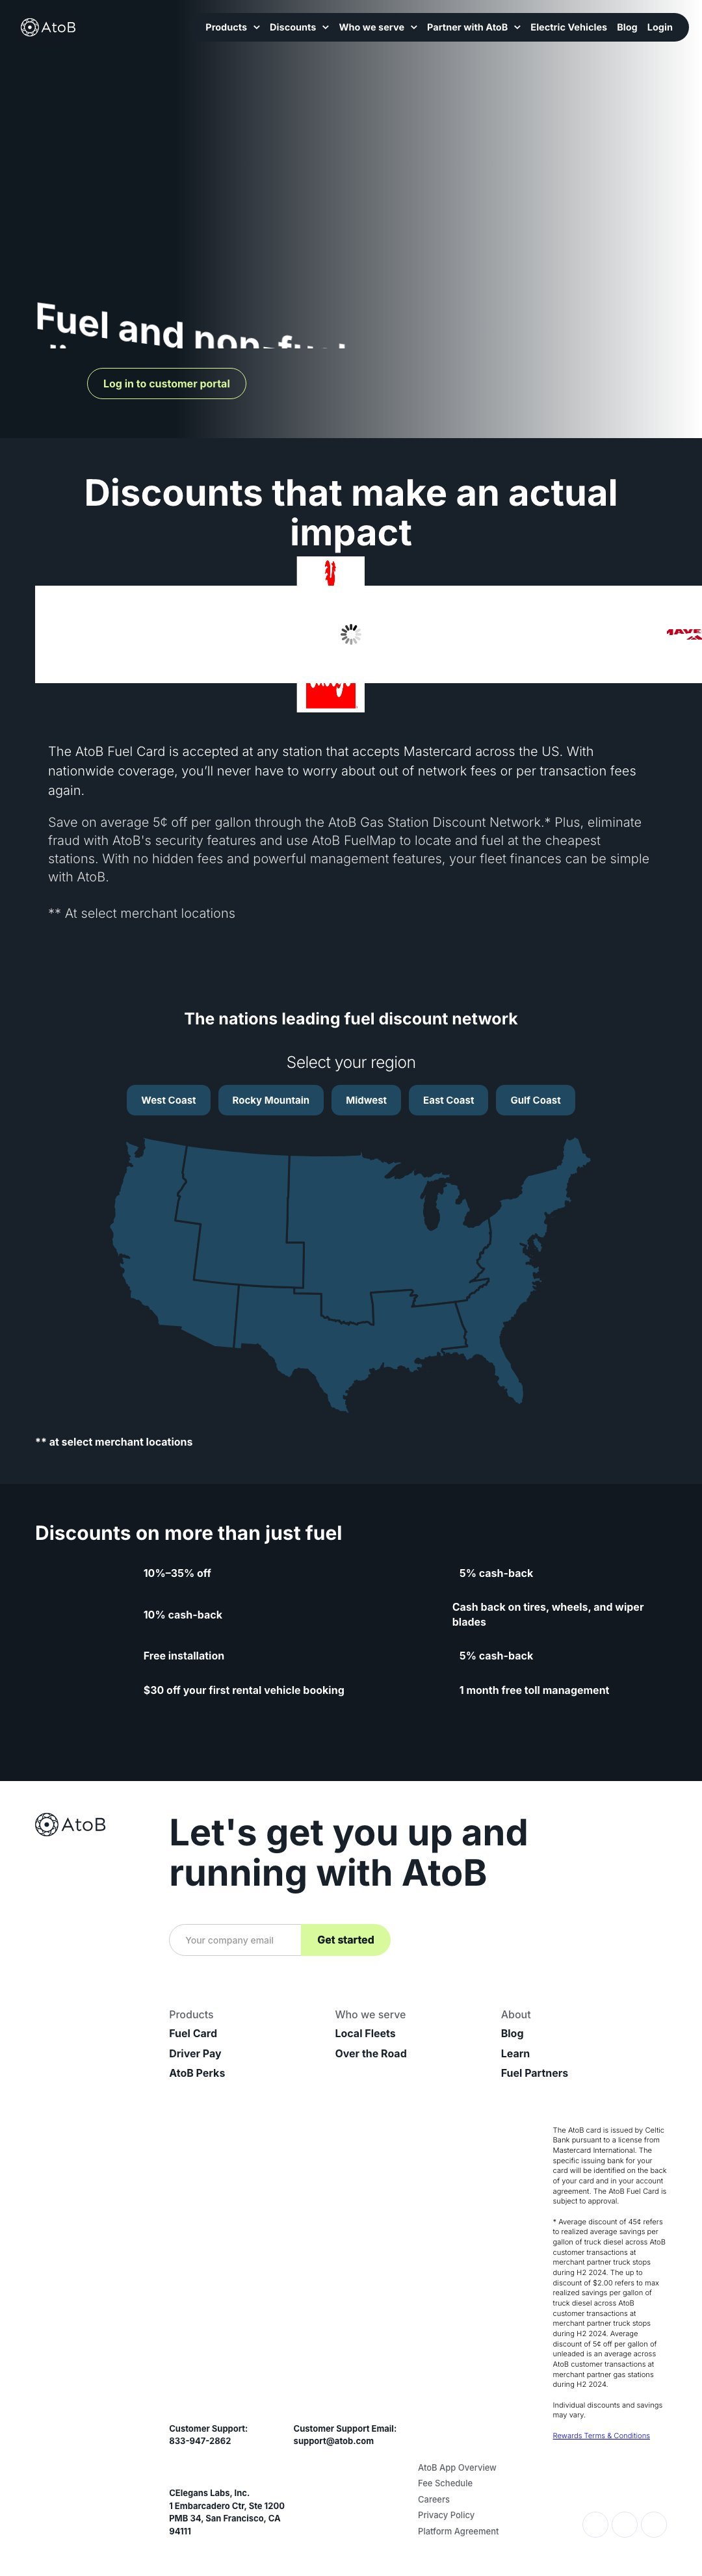 AtoB
Products
Discounts
Who we serve
Partner with AtoB
Electric Vehicles
Blog
Login
Fuel and non-fuel
Log in to customer portal
Discounts that make an actual
impact
The AtoB Fuel Card is accepted at any station that accepts Mastercard across the US. With
nationwide coverage, you’ll never have to worry about out of network fees or per transaction fees
again.
Save on average 5¢ off per gallon through the AtoB Gas Station Discount Network.* Plus, eliminate
fraud with AtoB's security features and use AtoB FuelMap to locate and fuel at the cheapest
stations. With no hidden fees and powerful management features, your fleet finances can be simple
with AtoB.
** At select merchant locations
The nations leading fuel discount network
Select your region
West Coast
Rocky Mountain
Midwest
East Coast
Gulf Coast
** at select merchant locations
Discounts on more than just fuel
10%–35% off
5% cash-back
10% cash-back
Cash back on tires, wheels, and wiper
blades
Free installation
5% cash-back
$30 off your first rental vehicle booking
1 month free toll management
AtoB
Let's get you up and
running with AtoB
Your company email
Get started
Products
Fuel Card
Driver Pay
AtoB Perks
Who we serve
Local Fleets
Over the Road
About
Blog
Learn
Fuel Partners
The AtoB card is issued by Celtic
Bank pursuant to a license from
Mastercard International. The
specific issuing bank for your
card will be identified on the back
of your card and in your account
agreement. The AtoB Fuel Card is
subject to approval.
* Average discount of 45¢ refers
to realized average savings per
gallon of truck diesel across AtoB
customer transactions at
merchant partner truck stops
during H2 2024. The up to
discount of $2.00 refers to max
realized savings per gallon of
truck diesel across AtoB
customer transactions at
merchant partner truck stops
during H2 2024. Average
discount of 5¢ off per gallon of
unleaded is an average across
AtoB customer transactions at
merchant partner gas stations
during H2 2024.
Individual discounts and savings
may vary.
Rewards Terms & Conditions
Customer Support:
833-947-2862
Customer Support Email:
support@atob.com
CElegans Labs, Inc.
1 Embarcadero Ctr, Ste 1200
PMB 34, San Francisco, CA
94111
AtoB App Overview
Fee Schedule
Careers
Privacy Policy
Platform Agreement